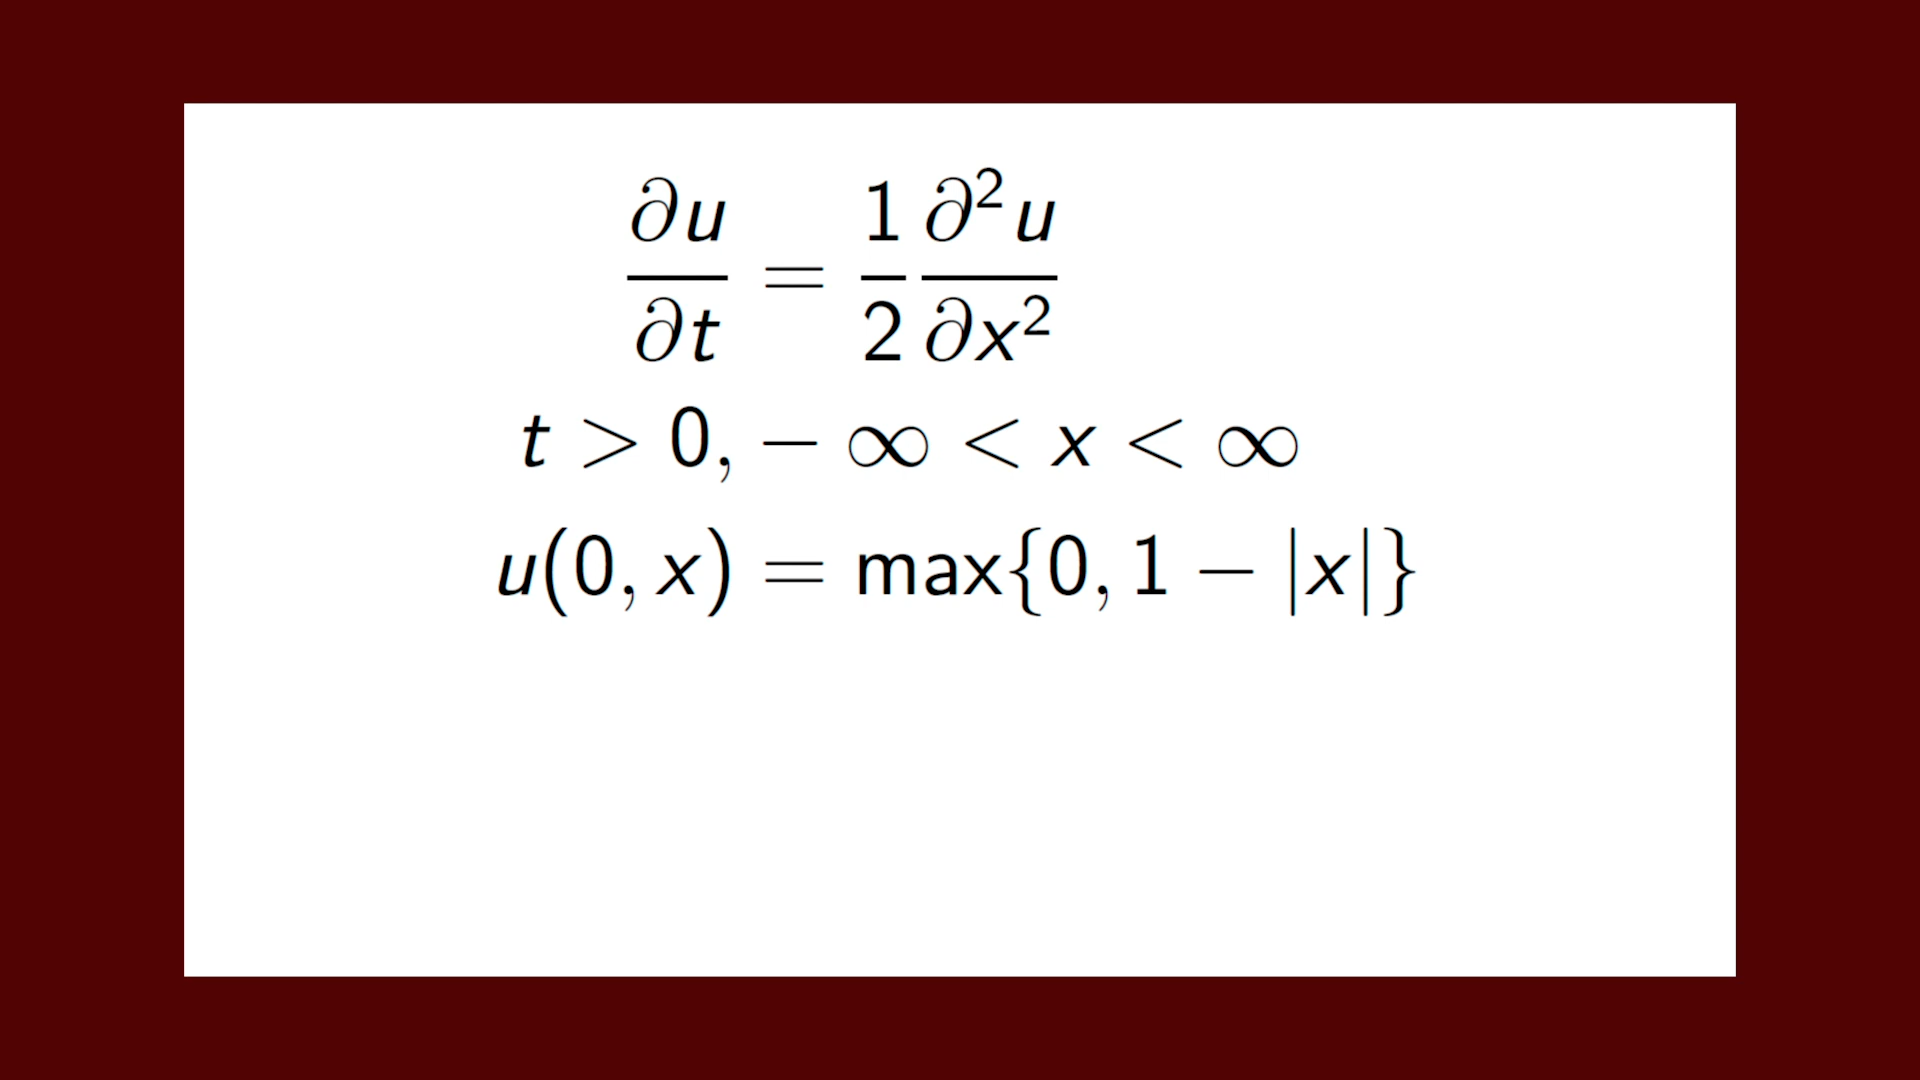 ∂u/∂t = 1/2 ∂²u/∂x²
t > 0, −∞ < x < ∞
u(0, x) = max{0, 1 − |x|}